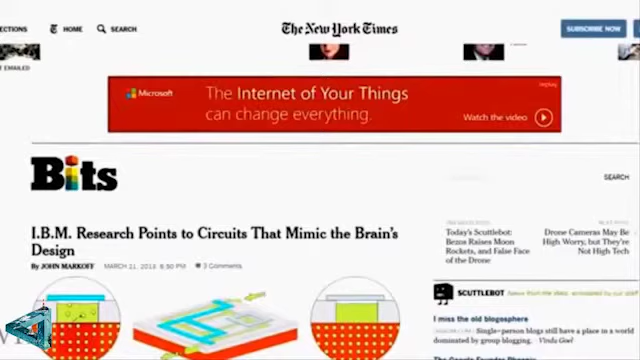 ECTIONS
HOME
SEARCH
The New York Times
SUBSCRIBE NOW
T EMAILED
Microsoft
The Internet of Your Things
can change everything.
Watch the video
Bits
SEARCH
I.B.M. Research Points to Circuits That Mimic the Brain's
Design
By JOHN MARKOFF MARCH 21, 2013, 6:50 PM 3 Comments
Today's Scuttlebot:
Bezos Raises Moon
Rockets, and False Face
of the Drone
Drone Cameras May Be
High Worry, but They're
Not High Tech
SCUTTLEBOT
I miss the old blogosphere
Single-person blogs still have a place in a world
dominated by group blogging. Vindu Goel